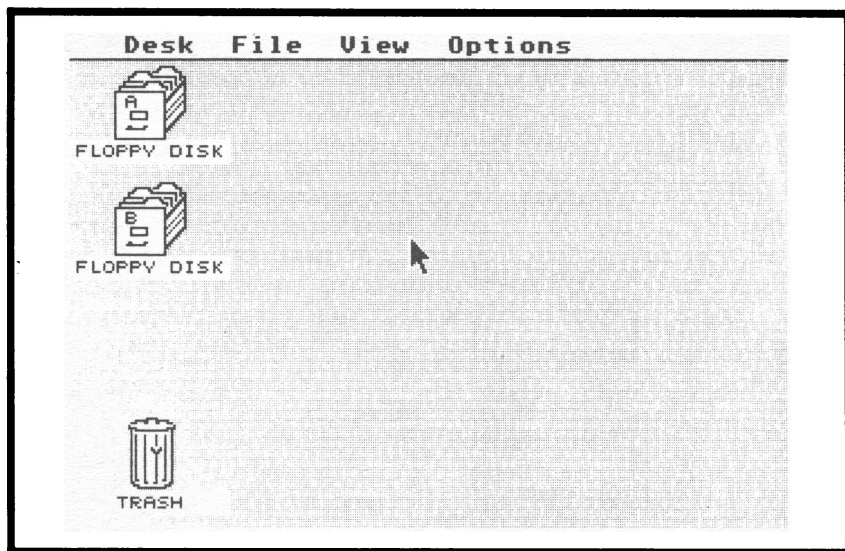 Desk File View Options
A
FLOPPY DISK
B
FLOPPY DISK
TRASH